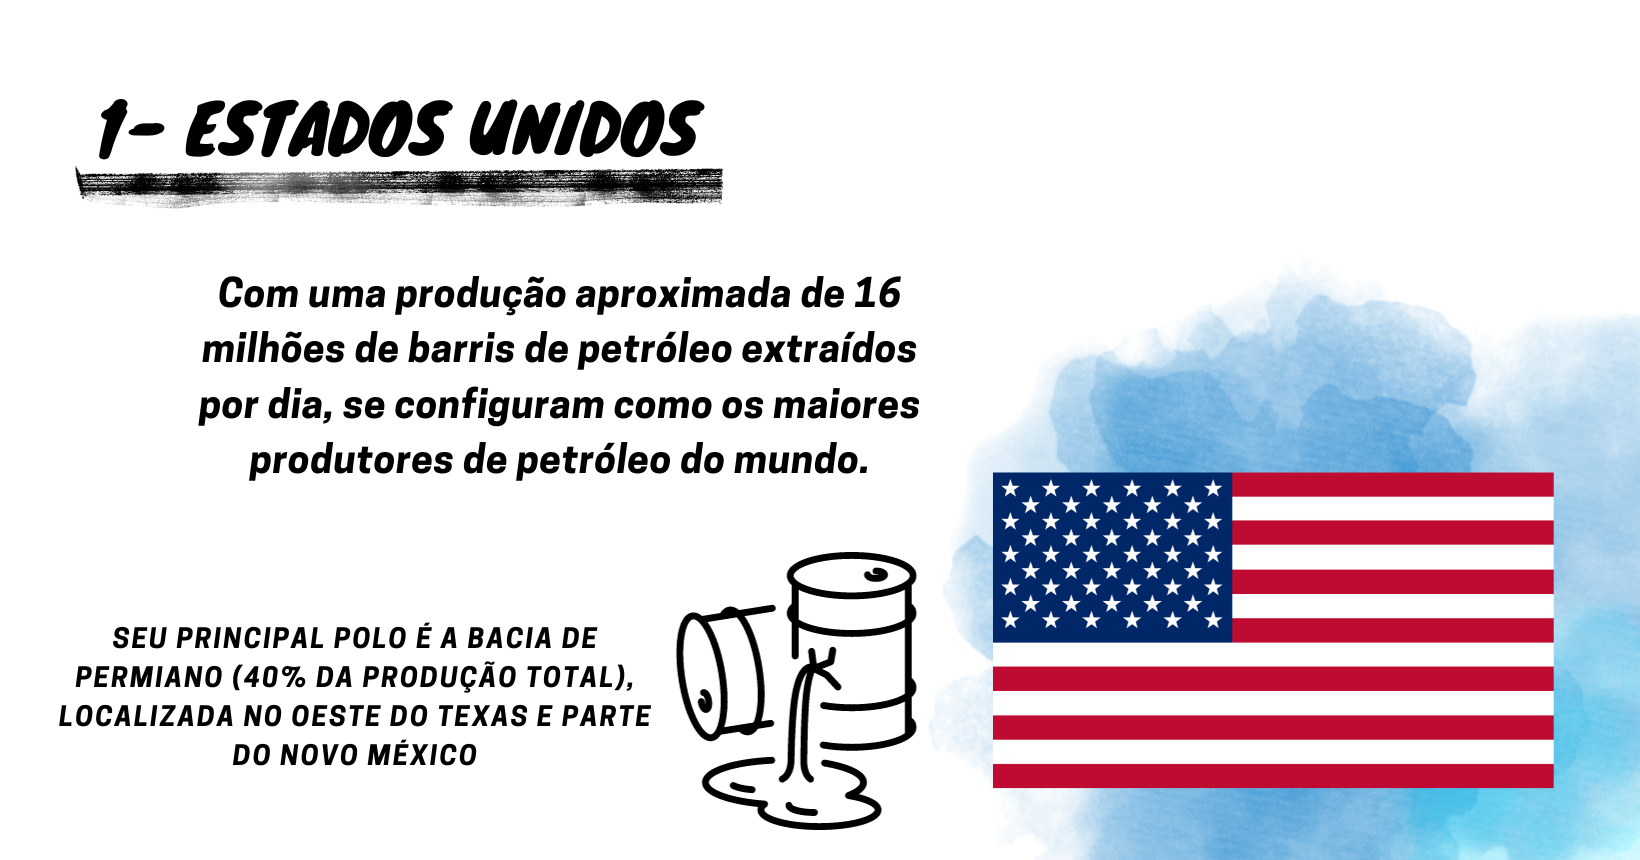 1- ESTADOS UNIDOS
Com uma produção aproximada de 16
milhões de barris de petróleo extraídos
por dia, se configuram como os maiores
produtores de petróleo do mundo.
SEU PRINCIPAL POLO É A BACIA DE
PERMIANO (40% DA PRODUÇÃO TOTAL),
LOCALIZADA NO OESTE DO TEXAS E PARTE
DO NOVO MÉXICO